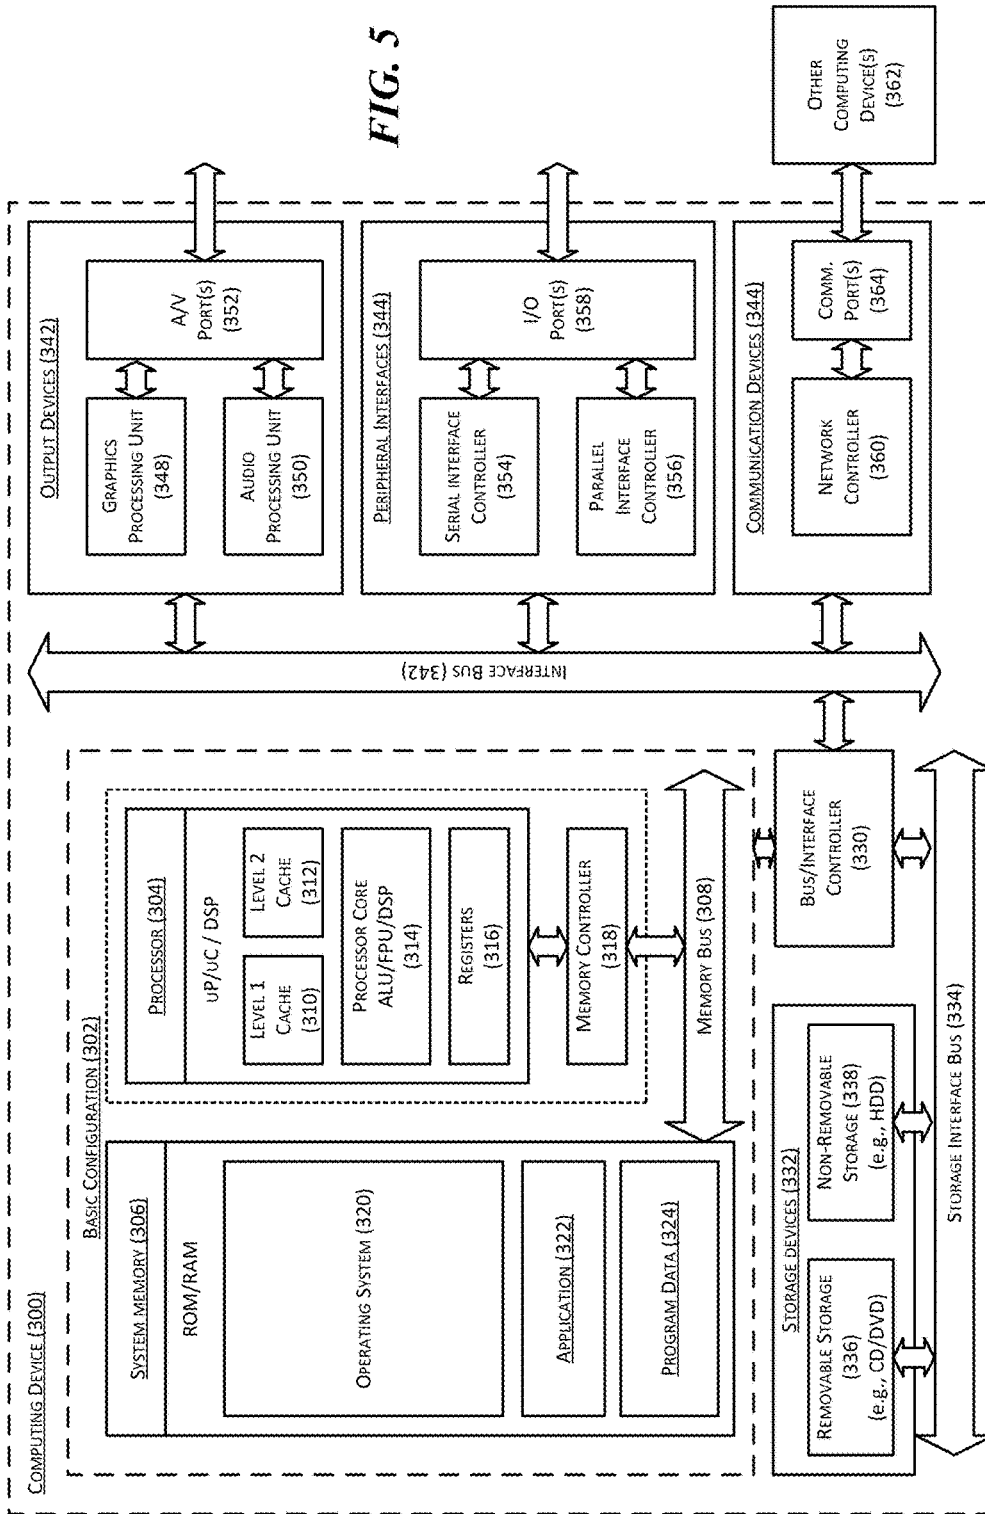 COMPUTING DEVICE (300)
BASIC CONFIGURATION (302)
SYSTEM MEMORY (306)
ROM/RAM
OPERATING SYSTEM (320)
APPLICATION (322)
PROGRAM DATA (324)
PROCESSOR (304)
UP/UC / DSP
LEVEL 1
CACHE
(310)
LEVEL 2
CACHE
(312)
PROCESSOR CORE
ALU/FPU/DSP
(314)
REGISTERS
(316)
MEMORY CONTROLLER
(318)
MEMORY BUS (308)
STORAGE DEVICES (332)
REMOVABLE STORAGE
(336)
(e.g., CD/DVD)
NON-REMOVABLE
STORAGE (338)
(e.g., HDD)
STORAGE INTERFACE BUS (334)
BUS/INTERFACE
CONTROLLER
(330)
INTERFACE BUS (342)
OUTPUT DEVICES (342)
GRAPHICS
PROCESSING UNIT
(348)
AUDIO
PROCESSING UNIT
(350)
A/V
PORT(S)
(352)
PERIPHERAL INTERFACES (344)
SERIAL INTERFACE
CONTROLLER
(354)
PARALLEL
INTERFACE
CONTROLLER
(356)
I/O
PORT(S)
(358)
COMMUNICATION DEVICES (344)
NETWORK
CONTROLLER
(360)
COMM.
PORT(S)
(364)
OTHER
COMPUTING
DEVICE(S)
(362)
FIG. 5